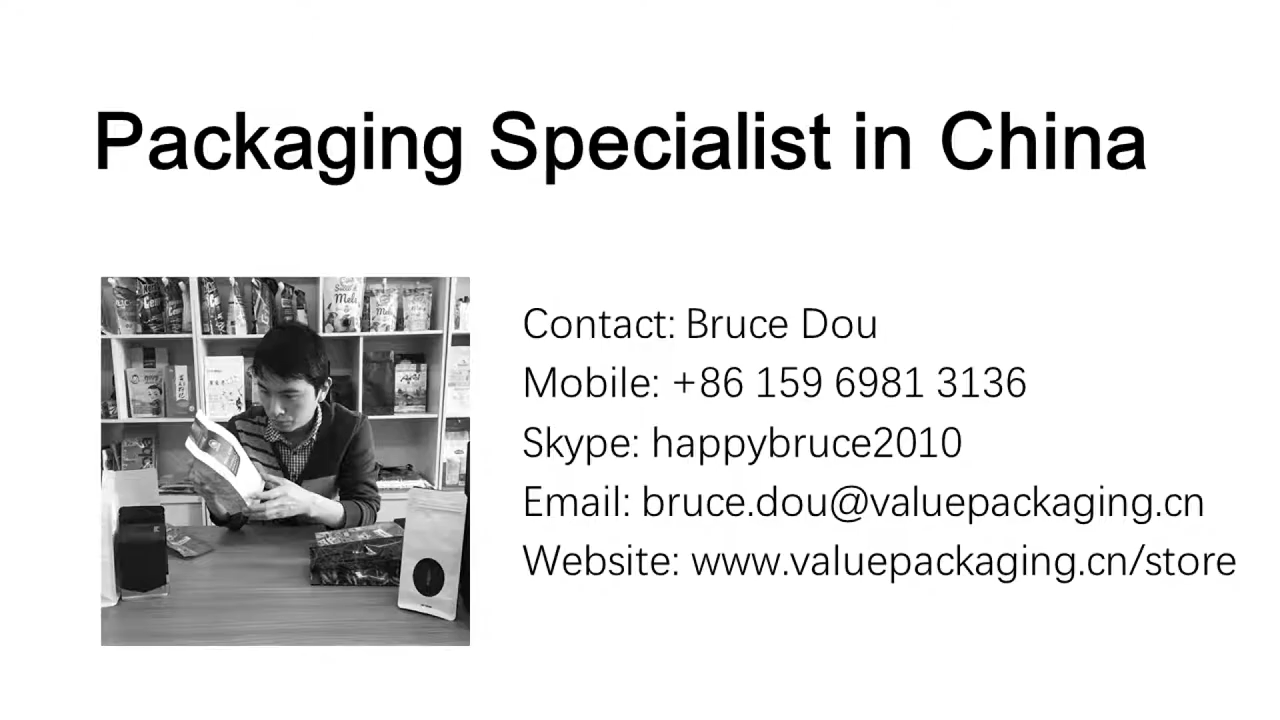 Packaging Specialist in China
Contact: Bruce Dou
Mobile: +86 159 6981 3136
Skype: happybruce2010
Email: bruce.dou@valuepackaging.cn
Website: www.valuepackaging.cn/store